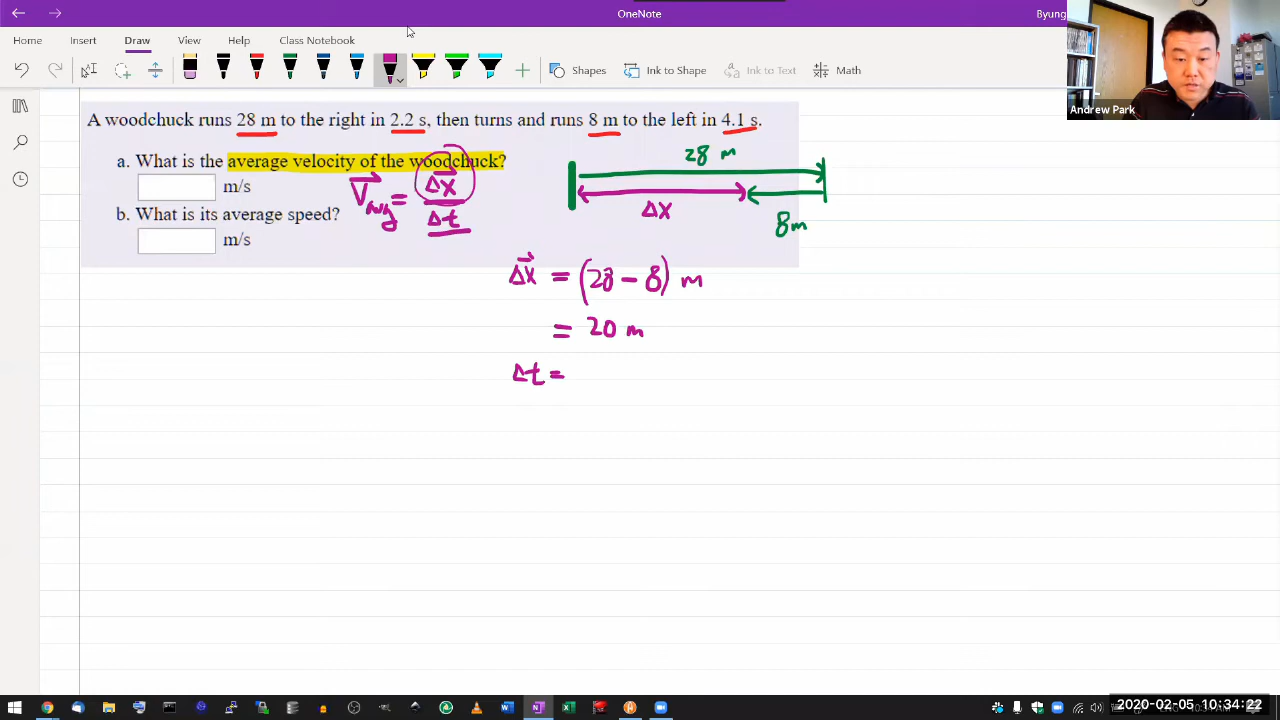 OneNote
Byung
Home Insert Draw View Help Class Notebook
Shapes Ink to Shape Ink to Text Math
Andrew Park
A woodchuck runs 28 m to the right in 2.2 s, then turns and runs 8 m to the left in 4.1 s.
a. What is the average velocity of the woodchuck?
m/s
b. What is its average speed?
m/s
V avg = Δx / Δt
28 m
Δx
8m
Δx = (28 - 8) m
= 20 m
Δt =
2020-02-05 10:34:22